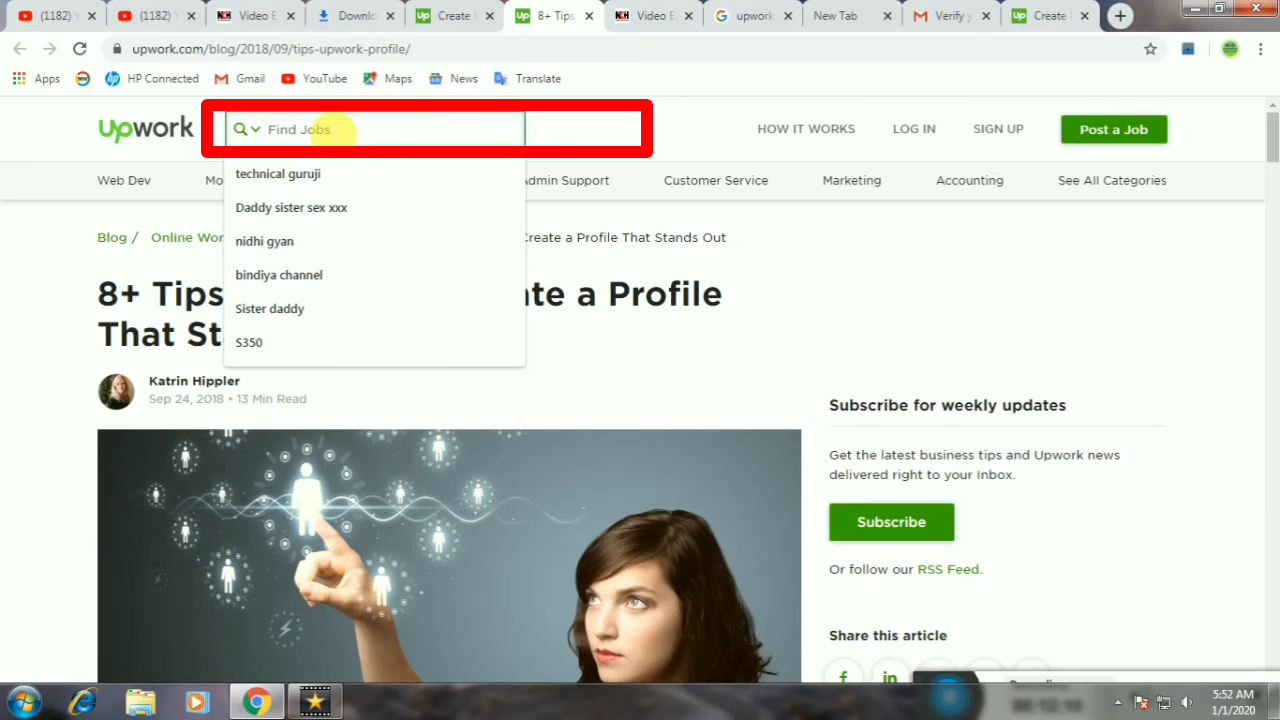 (1182) Y
(1182) Y
Video E
Downlo
Up Create
Up 8+ Tips
Video E
upwork
New Tab
Verify y
Up Create
upwork.com/blog/2018/09/tips-upwork-profile/
Apps
HP Connected
Gmail
YouTube
Maps
News
Translate
Upwork
Find Jobs
HOW IT WORKS
LOG IN
SIGN UP
Post a Job
Web Dev
Mo
Admin Support
Customer Service
Marketing
Accounting
See All Categories
technical guruji
Daddy sister sex xxx
nidhi gyan
bindiya channel
Sister daddy
S350
Blog / Online Wor
Create a Profile That Stands Out
8+ Tips
ate a Profile
That St
Katrin Hippler
Sep 24, 2018 • 13 Min Read
Subscribe for weekly updates
Get the latest business tips and Upwork news
delivered right to your Inbox.
Subscribe
Or follow our RSS Feed.
Share this article
f in
5:52 AM
1/1/2020